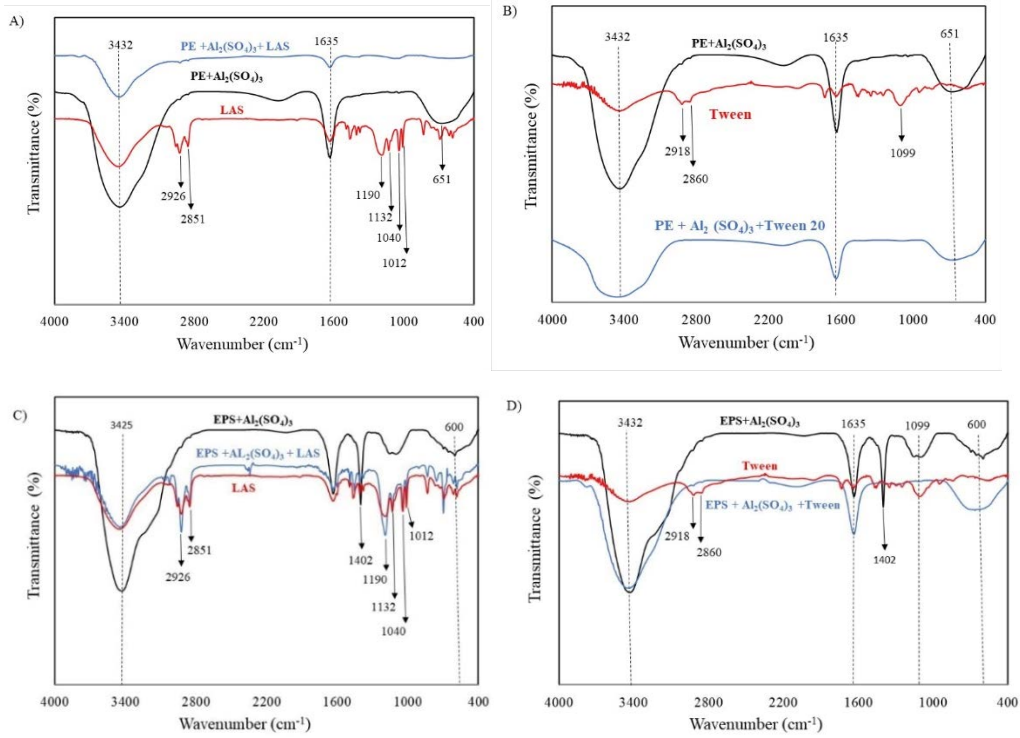 A)
3432
1635
PE +Al₂(SO₄)₃+ LAS
PE+Al₂(SO₄)₃
LAS
2926
2851
1190
1132
1040
1012
651
Transmittance (%)
4000 3400 2800 2200 1600 1000 400
Wavenumber (cm⁻¹)
B)
3432
1635
651
PE+Al₂(SO₄)₃
Tween
2918
2860
1099
PE + Al₂ (SO₄)₃ +Tween 20
Transmittance (%)
4000 3400 2800 2200 1600 1000 400
Wavenumber (cm⁻¹)
C)
3425
600
EPS+Al₂(SO₄)₃
EPS +AL₂(SO₄)₃ + LAS
LAS
2926
2851
1402
1190
1132
1040
1012
Transmittance (%)
4000 3400 2800 2200 1600 1000 400
Wavenumber (cm⁻¹)
D)
3432
1635
1099
600
EPS+Al₂(SO₄)₃
Tween
EPS + Al₂(SO₄)₃ +Tween
2918
2860
1402
Transmittance (%)
4000 3400 2800 2200 1600 1000 400
Wavenumber (cm⁻¹)